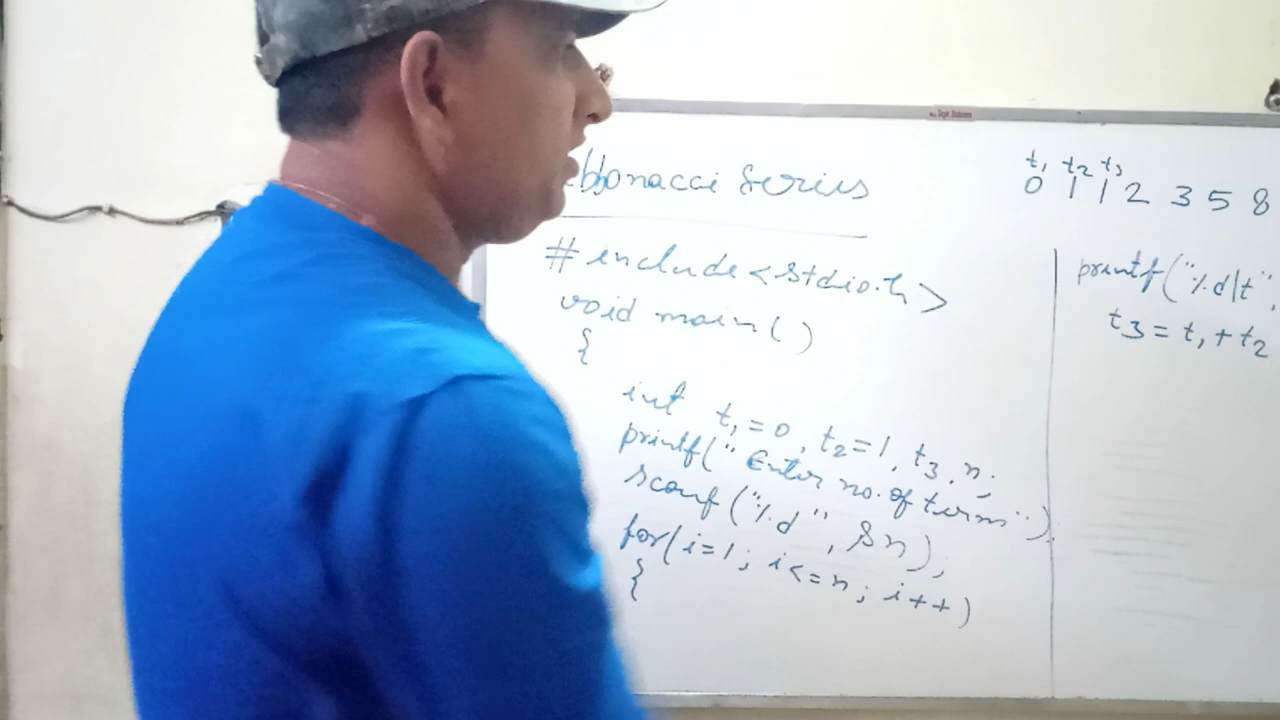 bbonacci Series
# include <stdio.h>
void main()
{
int t1=0, t2=1, t3, n;
printf("Enter no. of terms:")
scanf("%d", &n);
for(i=1; i<=n; i++)
{
t1 t2 t3
0 1 1 2 3 5 8
printf("%d\t",
t3=t1+t2